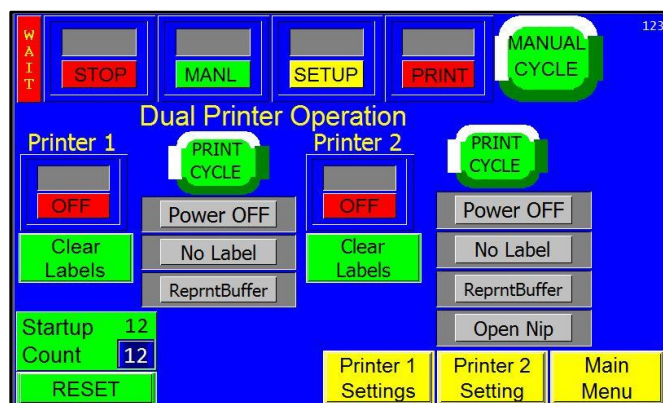 WAIT
STOP
MANL
SETUP
PRINT
MANUAL
CYCLE
123
Dual Printer Operation
Printer 1
PRINT
CYCLE
OFF
Power OFF
No Label
ReprntBuffer
Clear
Labels
Printer 2
PRINT
CYCLE
OFF
Power OFF
No Label
ReprntBuffer
Open Nip
Clear
Labels
Startup 12
Count 12
RESET
Printer 1
Settings
Printer 2
Setting
Main
Menu